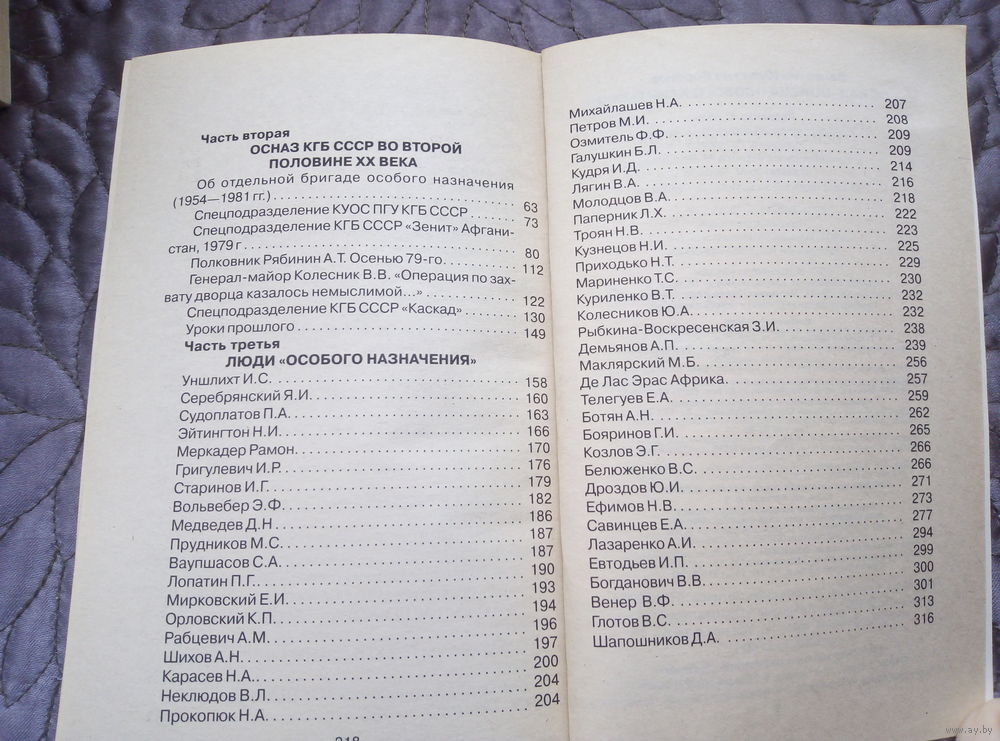 Часть вторая
ОСНАЗ КГБ СССР ВО ВТОРОЙ
ПОЛОВИНЕ XX ВЕКА
Об отдельной бригаде особого назначения
(1954—1981 гг.) 63
Спецподразделение КУОС ПГУ КГБ СССР 73
Спецподразделение КГБ СССР «Зенит» Афгани-
стан, 1979 г 80
Полковник Рябинин А.Т. Осенью 79-го. 112
Генерал-майор Колесник В.В. «Операция по зах-
вату дворца казалось немыслимой...» 122
Спецподразделение КГБ СССР «Каскад» 130
Уроки прошлого 149
Часть третья
ЛЮДИ «ОСОБОГО НАЗНАЧЕНИЯ»
Уншлихт И.С. 158
Серебрянский Я.И. 160
Судоплатов П.А. 163
Эйтингтон Н.И. 166
Меркадер Рамон. 170
Григулевич И.Р. 176
Старинов И.Г. 179
Вольвебер Э.Ф. 182
Медведев Д.Н 186
Прудников М.С. 187
Ваупшасов С.А. 187
Лопатин П.Г. 190
Мирковский Е.И. 193
Орловский К.П. 194
Рабцевич А.М. 196
Шихов А.Н. 197
Карасев Н.А. 200
Неклюдов В.Л. 204
Прокопюк Н.А. 204
318
Михайлашев Н.А. 207
Петров М.И. 208
Озмитель Ф.Ф. 209
Галушкин Б.Л. 209
Кудря И.Д. 214
Лягин В.А. 216
Молодцов В.А. 218
Паперник Л.Х. 222
Троян Н.В. 223
Кузнецов Н.И. 225
Приходько Н.Т. 229
Мариненко Т.С. 230
Куриленко В.Т. 232
Колесников Ю.А. 232
Рыбкина-Воскресенская З.И. 238
Демьянов А.П. 239
Маклярский М.Б. 256
Де Лас Эрас Африка. 257
Телегуев Е.А. 259
Ботян А.Н. 262
Бояринов Г.И. 265
Козлов Э.Г. 266
Белюженко В.С. 266
Дроздов Ю.И. 271
Ефимов Н.В. 273
Савинцев Е.А. 277
Лазаренко А.И. 294
Евтодьев И.П. 299
Богданович В.В. 300
Венер В.Ф. 301
Глотов В.С. 313
Шапошников Д.А. 316
www.ay.by